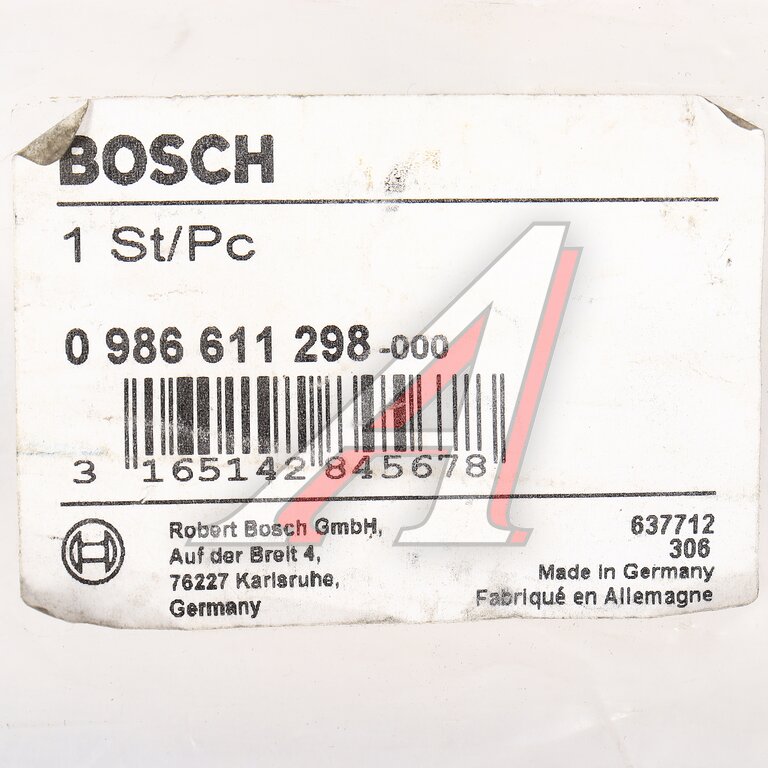 BOSCH
1 St/Pc
0 986 611 298-000
3 165142 845678
Robert Bosch GmbH,
Auf der Breit 4,
76227 Karlsruhe,
Germany
637712
306
Made in Germany
Fabriqué en Allemagne